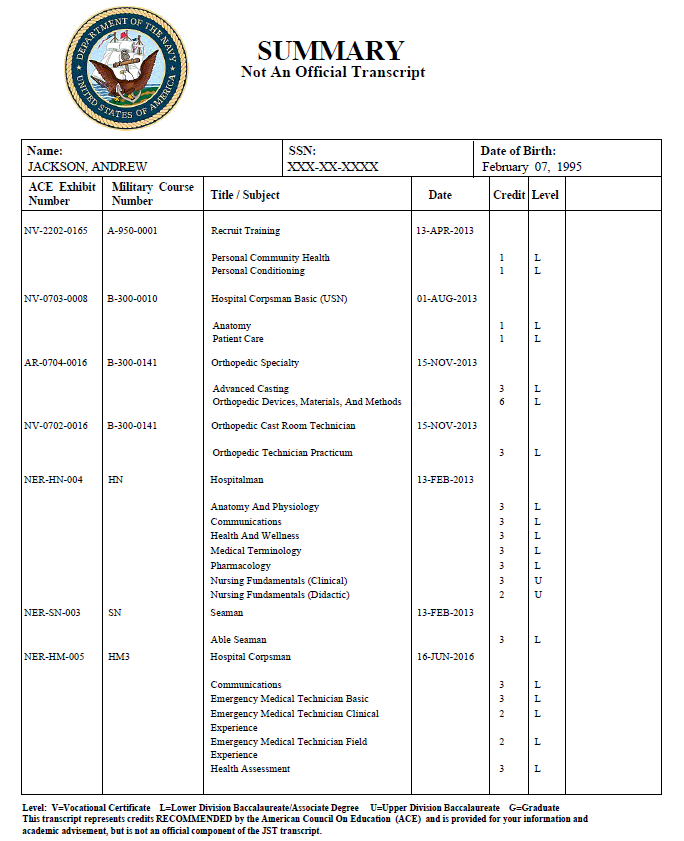 DEPARTMENT OF THE NAVY
UNITED STATES OF AMERICA
SUMMARY
Not An Official Transcript
Name: SSN: Date of Birth:
JACKSON, ANDREW XXX-XX-XXXX February 07, 1995
ACE Exhibit Number Military Course Number Title / Subject Date Credit Level
NV-2202-0165 A-950-0001 Recruit Training 13-APR-2013
Personal Community Health 1 L
Personal Conditioning 1 L
NV-0703-0008 B-300-0010 Hospital Corpsman Basic (USN) 01-AUG-2013
Anatomy 1 L
Patient Care 1 L
AR-0704-0016 B-300-0141 Orthopedic Specialty 15-NOV-2013
Advanced Casting 3 L
Orthopedic Devices, Materials, And Methods 6 L
NV-0702-0016 B-300-0141 Orthopedic Cast Room Technician 15-NOV-2013
Orthopedic Technician Practicum 3 L
NER-HN-004 HN Hospitalman 13-FEB-2013
Anatomy And Physiology 3 L
Communications 3 L
Health And Wellness 3 L
Medical Terminology 3 L
Pharmacology 3 L
Nursing Fundamentals (Clinical) 3 U
Nursing Fundamentals (Didactic) 2 U
NER-SN-003 SN Seaman 13-FEB-2013
Able Seaman 3 L
NER-HM-005 HM3 Hospital Corpsman 16-JUN-2016
Communications 3 L
Emergency Medical Technician Basic 3 L
Emergency Medical Technician Clinical 2 L
Experience
Emergency Medical Technician Field 2 L
Experience
Health Assessment 3 L
Level: V=Vocational Certificate L=Lower Division Baccalaureate/Associate Degree U=Upper Division Baccalaureate G=Graduate
This transcript represents credits RECOMMENDED by the American Council On Education (ACE) and is provided for your information and
academic advisement, but is not an official component of the JST transcript.